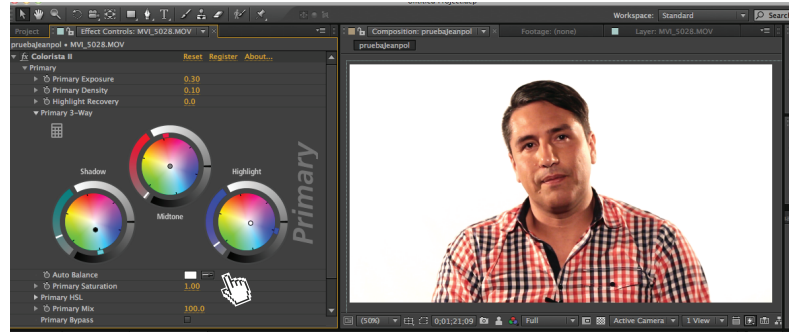 Workspace: Standard
Search
Project
Effect Controls: MVI_5028.MOV
pruebaJeanpol • MVI_5028.MOV
fx Colorista II Reset Register About...
Primary
Primary Exposure 0.30
Primary Density 0.10
Highlight Recovery 0.0
Primary 3-Way
Shadow
Midtone
Highlight
Primary
Auto Balance
Primary Saturation 1.00
Primary HSL
Primary Mix 100.0
Primary Bypass
Composition: pruebaJeanpol
Footage: (none)
Layer: MVI_5028.MOV
pruebaJeanpol
(50%) 0;01;21;09 Full Active Camera 1 View